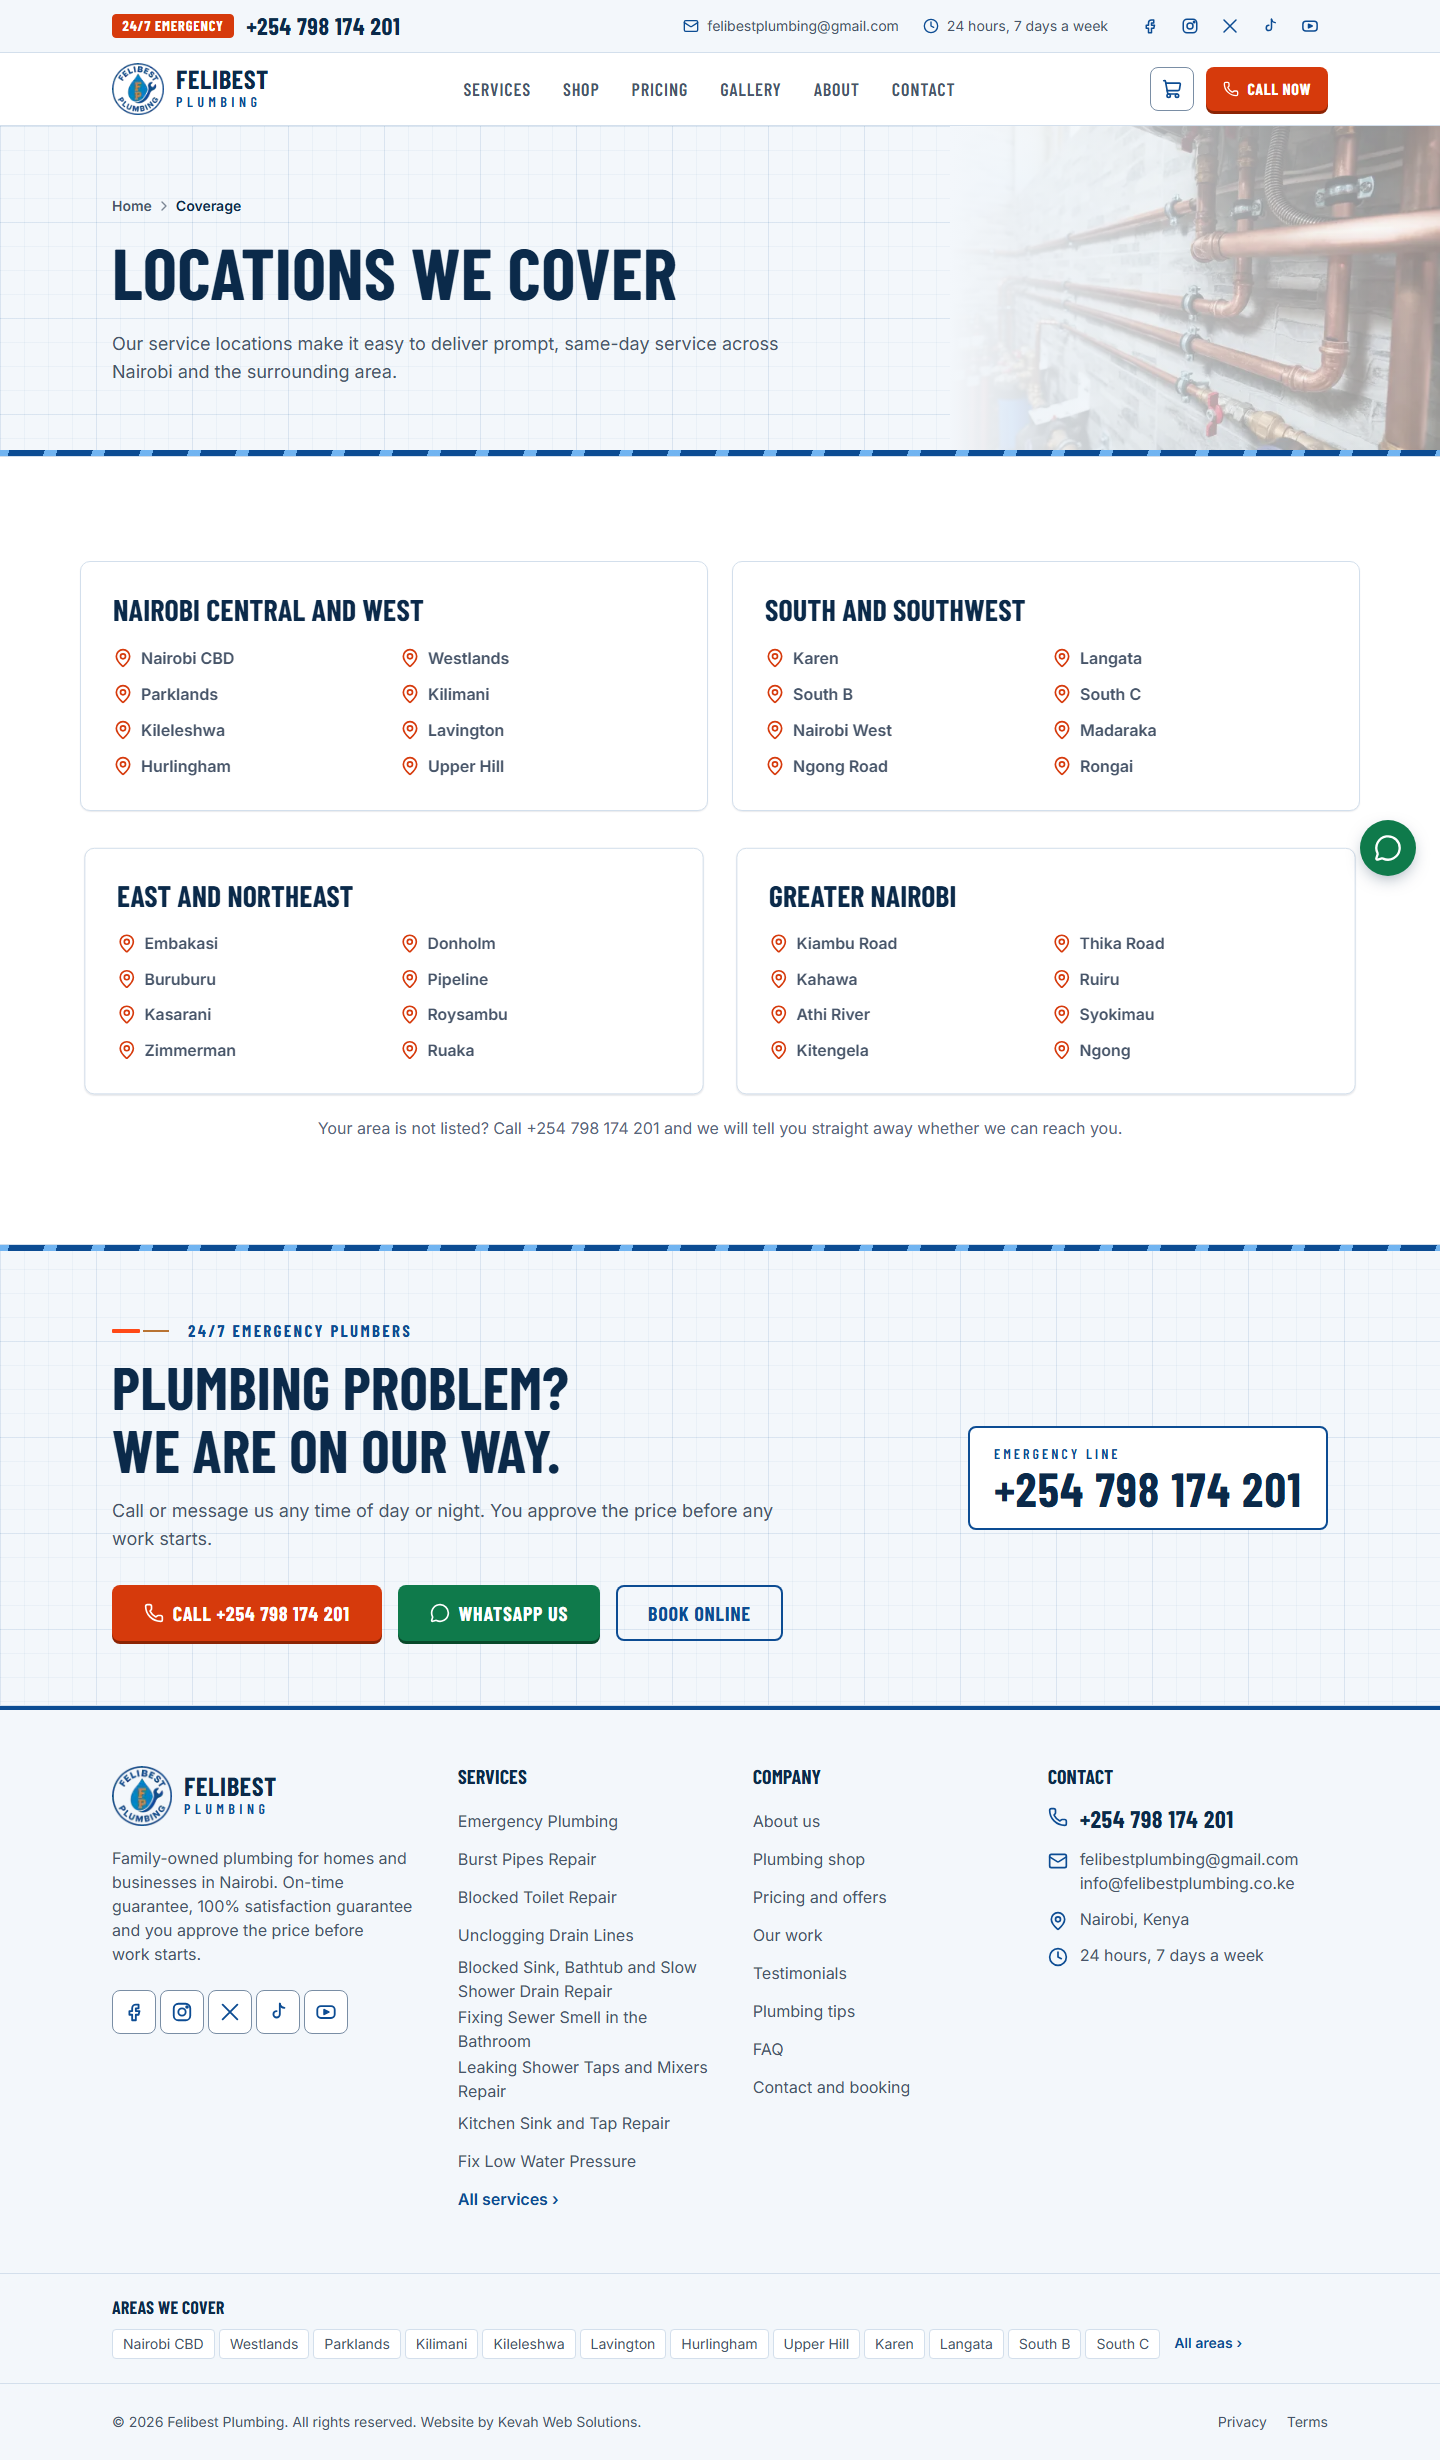 24/7 EMERGENCY +254 798 174 201 felibestplumbing@gmail.com 24 hours, 7 days a week
FELIBEST
PLUMBING
SERVICES SHOP PRICING GALLERY ABOUT CONTACT
CALL NOW
Home > Coverage
LOCATIONS WE COVER
Our service locations make it easy to deliver prompt, same-day service across
Nairobi and the surrounding area.
NAIROBI CENTRAL AND WEST
Nairobi CBD Westlands
Parklands Kilimani
Kileleshwa Lavington
Hurlingham Upper Hill
SOUTH AND SOUTHWEST
Karen Langata
South B South C
Nairobi West Madaraka
Ngong Road Rongai
EAST AND NORTHEAST
Embakasi Donholm
Buruburu Pipeline
Kasarani Roysambu
Zimmerman Ruaka
GREATER NAIROBI
Kiambu Road Thika Road
Kahawa Ruiru
Athi River Syokimau
Kitengela Ngong
Your area is not listed? Call +254 798 174 201 and we will tell you straight away whether we can reach you.
24/7 EMERGENCY PLUMBERS
PLUMBING PROBLEM?
WE ARE ON OUR WAY.
Call or message us any time of day or night. You approve the price before any
work starts.
CALL +254 798 174 201 WHATSAPP US BOOK ONLINE
EMERGENCY LINE
+254 798 174 201
FELIBEST
PLUMBING
Family-owned plumbing for homes and
businesses in Nairobi. On-time
guarantee, 100% satisfaction guarantee
and you approve the price before
work starts.
SERVICES
Emergency Plumbing
Burst Pipes Repair
Blocked Toilet Repair
Unclogging Drain Lines
Blocked Sink, Bathtub and Slow
Shower Drain Repair
Fixing Sewer Smell in the
Bathroom
Leaking Shower Taps and Mixers
Repair
Kitchen Sink and Tap Repair
Fix Low Water Pressure
All services ›
COMPANY
About us
Plumbing shop
Pricing and offers
Our work
Testimonials
Plumbing tips
FAQ
Contact and booking
CONTACT
+254 798 174 201
felibestplumbing@gmail.com
info@felibestplumbing.co.ke
Nairobi, Kenya
24 hours, 7 days a week
AREAS WE COVER
Nairobi CBD Westlands Parklands Kilimani Kileleshwa Lavington Hurlingham Upper Hill Karen Langata South B South C All areas ›
© 2026 Felibest Plumbing. All rights reserved. Website by Kevah Web Solutions. Privacy Terms